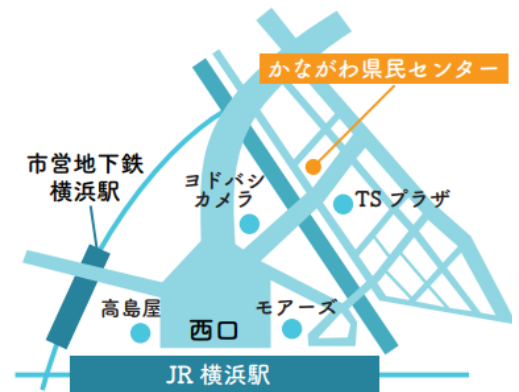 かながわ県民センター
市営地下鉄
横浜駅
ヨドバシ
カメラ
TSプラザ
高島屋
西口
モアーズ
JR 横浜駅